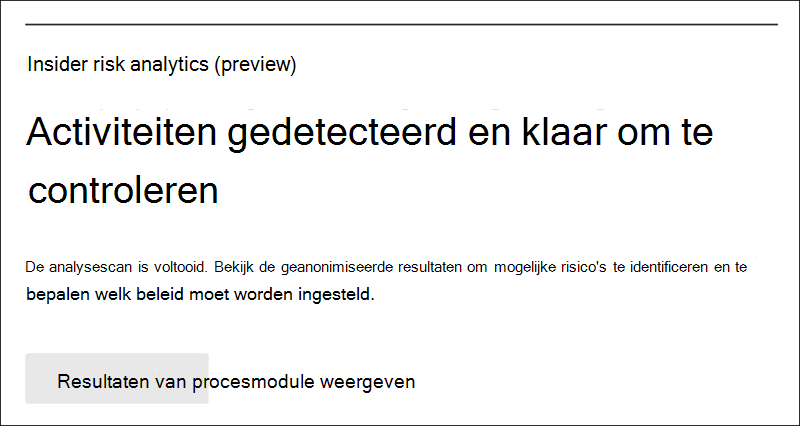 Insider risk analytics (preview)
Activiteiten gedetecteerd en klaar om te
controleren
De analysescan is voltooid. Bekijk de geanonimiseerde resultaten om mogelijke risico's te identificeren en te
bepalen welk beleid moet worden ingesteld.
Resultaten van procesmodule weergeven